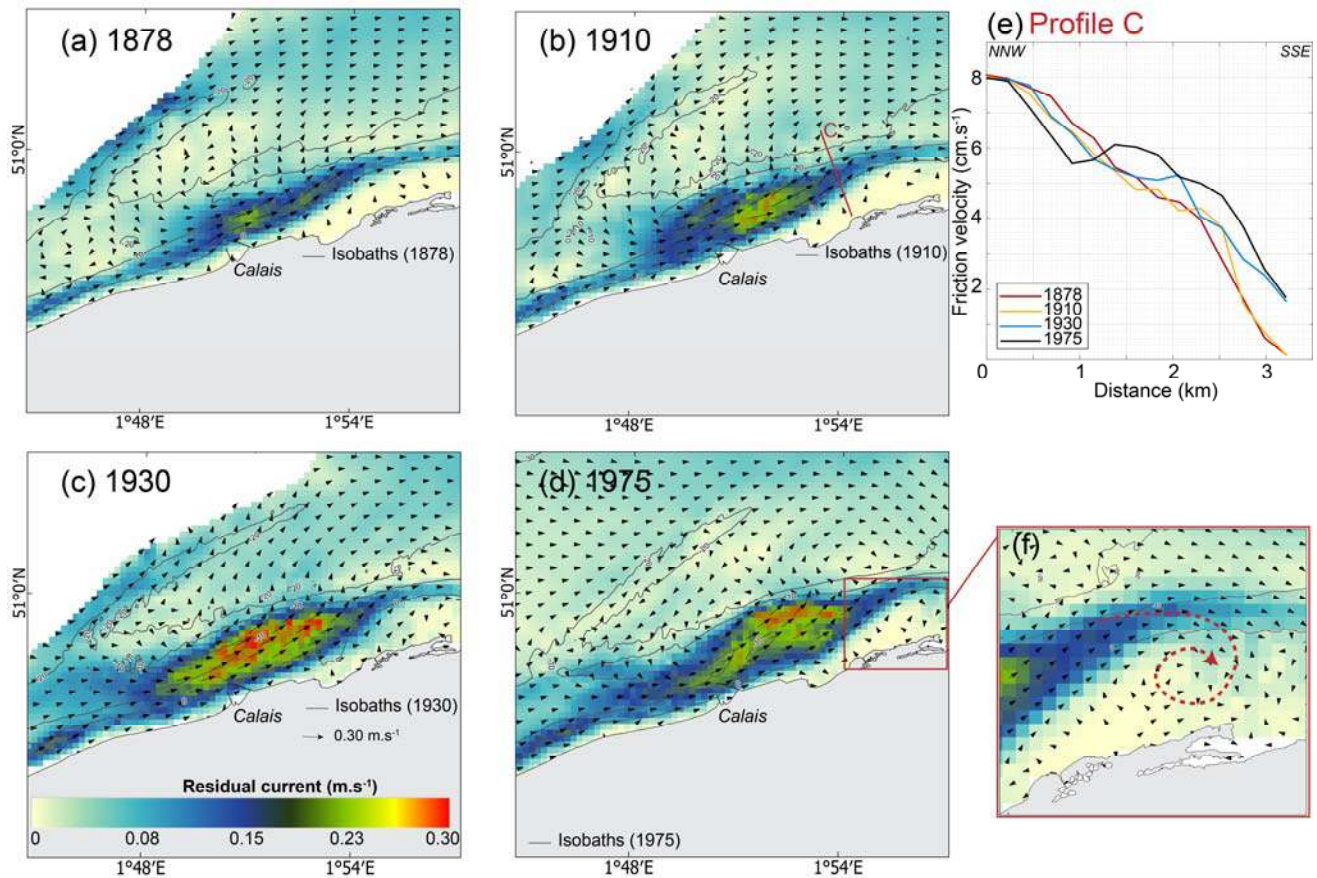 (a) 1878
51°0′N
Calais
Isobaths (1878)
1°48′E
1°54′E
(b) 1910
C
Calais
Isobaths (1910)
1°48′E
1°54′E
(e) Profile C
NNW
SSE
Friction velocity (cm.s⁻¹)
8
6
4
2
0
1
2
3
Distance (km)
1878
1910
1930
1975
(c) 1930
51°0′N
Calais
Isobaths (1930)
0.30 m.s⁻¹
Residual current (m.s⁻¹)
0
0.08
0.15
0.23
0.30
1°48′E
1°54′E
(d) 1975
Calais
Isobaths (1975)
1°48′E
1°54′E
(f)